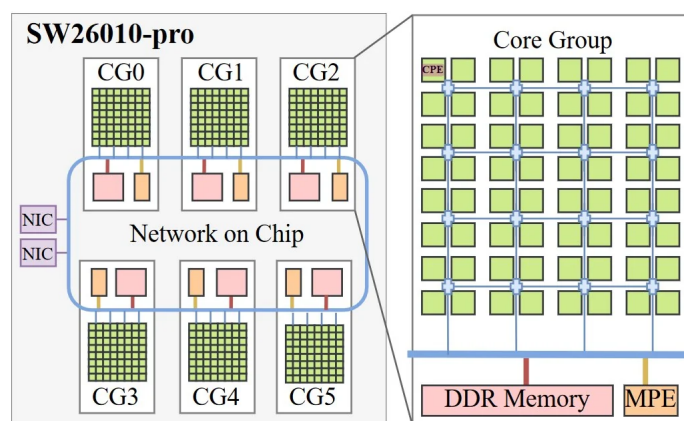 SW26010-pro
CG0
CG1
CG2
NIC
NIC
Network on Chip
CG3
CG4
CG5
Core Group
CPE
DDR Memory
MPE